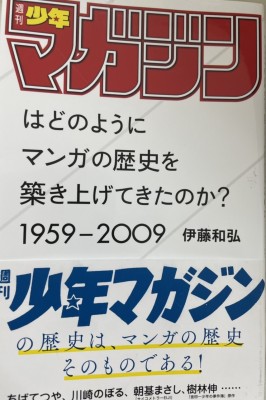 週刊
少年
マガジン
はどのように
マンガの歴史を
築き上げてきたのか?
1959−2009 伊藤和弘
週刊
少年マガジン
の歴史は、マンガの歴史
そのものである!
ちばてつや、川崎のぼる、朝基まさし、樹林伸……